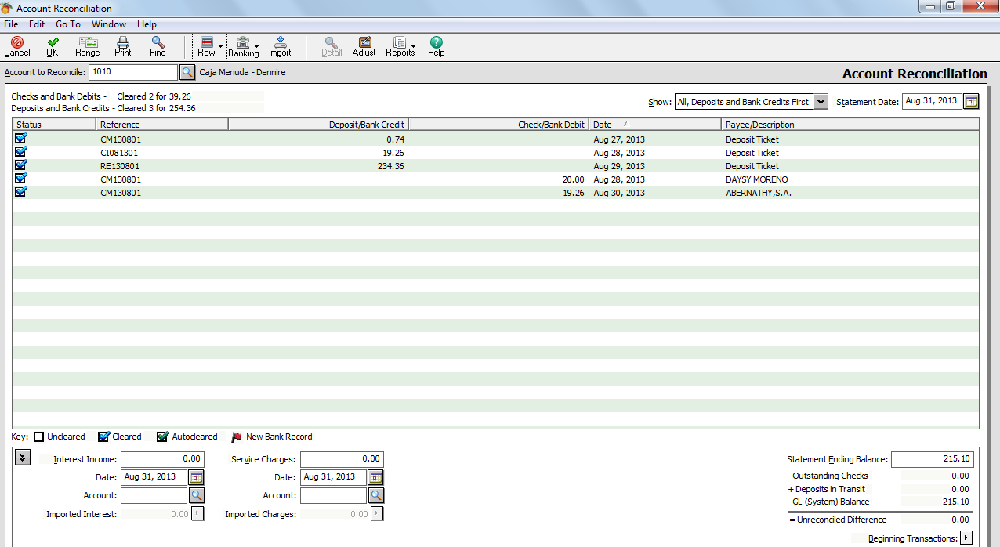 Account Reconciliation
File Edit Go To Window Help
Cancel OK Range Print Find Row Banking Import Detail Adjust Reports Help
Account to Reconcile: 1010 Caja Menuda - Dennire
Account Reconciliation
Checks and Bank Debits - Cleared 2 for 39.26
Deposits and Bank Credits - Cleared 3 for 254.36
Show: All, Deposits and Bank Credits First Statement Date: Aug 31, 2013
Status Reference Deposit/Bank Credit Check/Bank Debit Date / Payee/Description
CM130801 0.74 Aug 27, 2013 Deposit Ticket
CI081301 19.26 Aug 28, 2013 Deposit Ticket
RE130801 234.36 Aug 29, 2013 Deposit Ticket
CM130801 20.00 Aug 28, 2013 DAYSY MORENO
CM130801 19.26 Aug 30, 2013 ABERNATHY,S.A.
Key: Uncleared Cleared Autocleared New Bank Record
Interest Income: 0.00 Service Charges: 0.00 Statement Ending Balance: 215.10
Date: Aug 31, 2013 Date: Aug 31, 2013 - Outstanding Checks 0.00
+ Deposits in Transit 0.00
Account: Account: - GL (System) Balance 215.10
Imported Interest: 0.00 Imported Charges: 0.00 = Unreconciled Difference 0.00
Beginning Transactions: